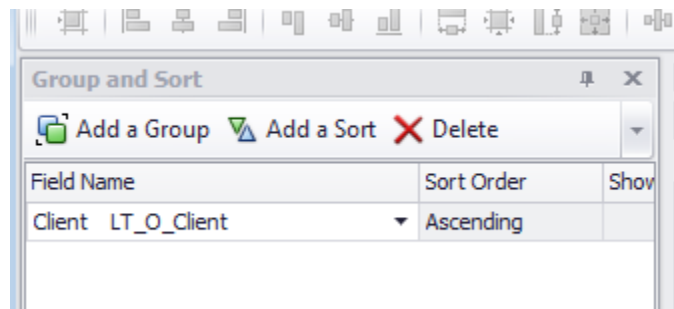 Group and Sort
Add a Group Add a Sort Delete
Field Name Sort Order Show
Client LT_O_Client Ascending